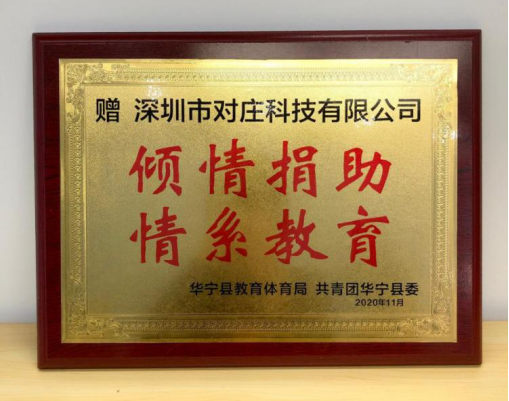 赠 深圳市对庄科技有限公司
倾情捐助
情系教育
华宁县教育体育局 共青团华宁县委
2020年11月